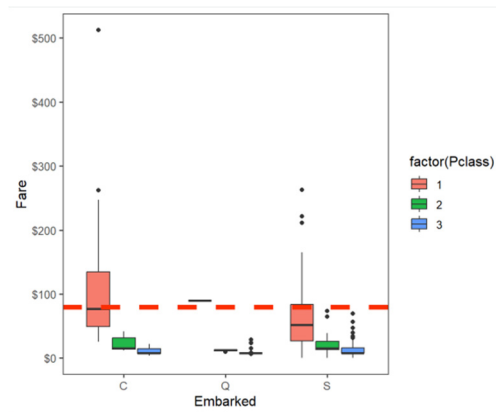 $500
$400
$300
$200
$100
$0
Fare
C Q S
Embarked
factor(Pclass)
1
2
3